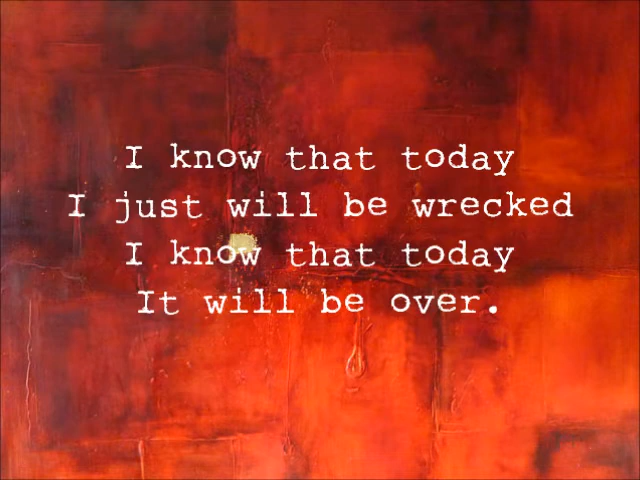 I know that today
I just will be wrecked
I know that today
It will be over.